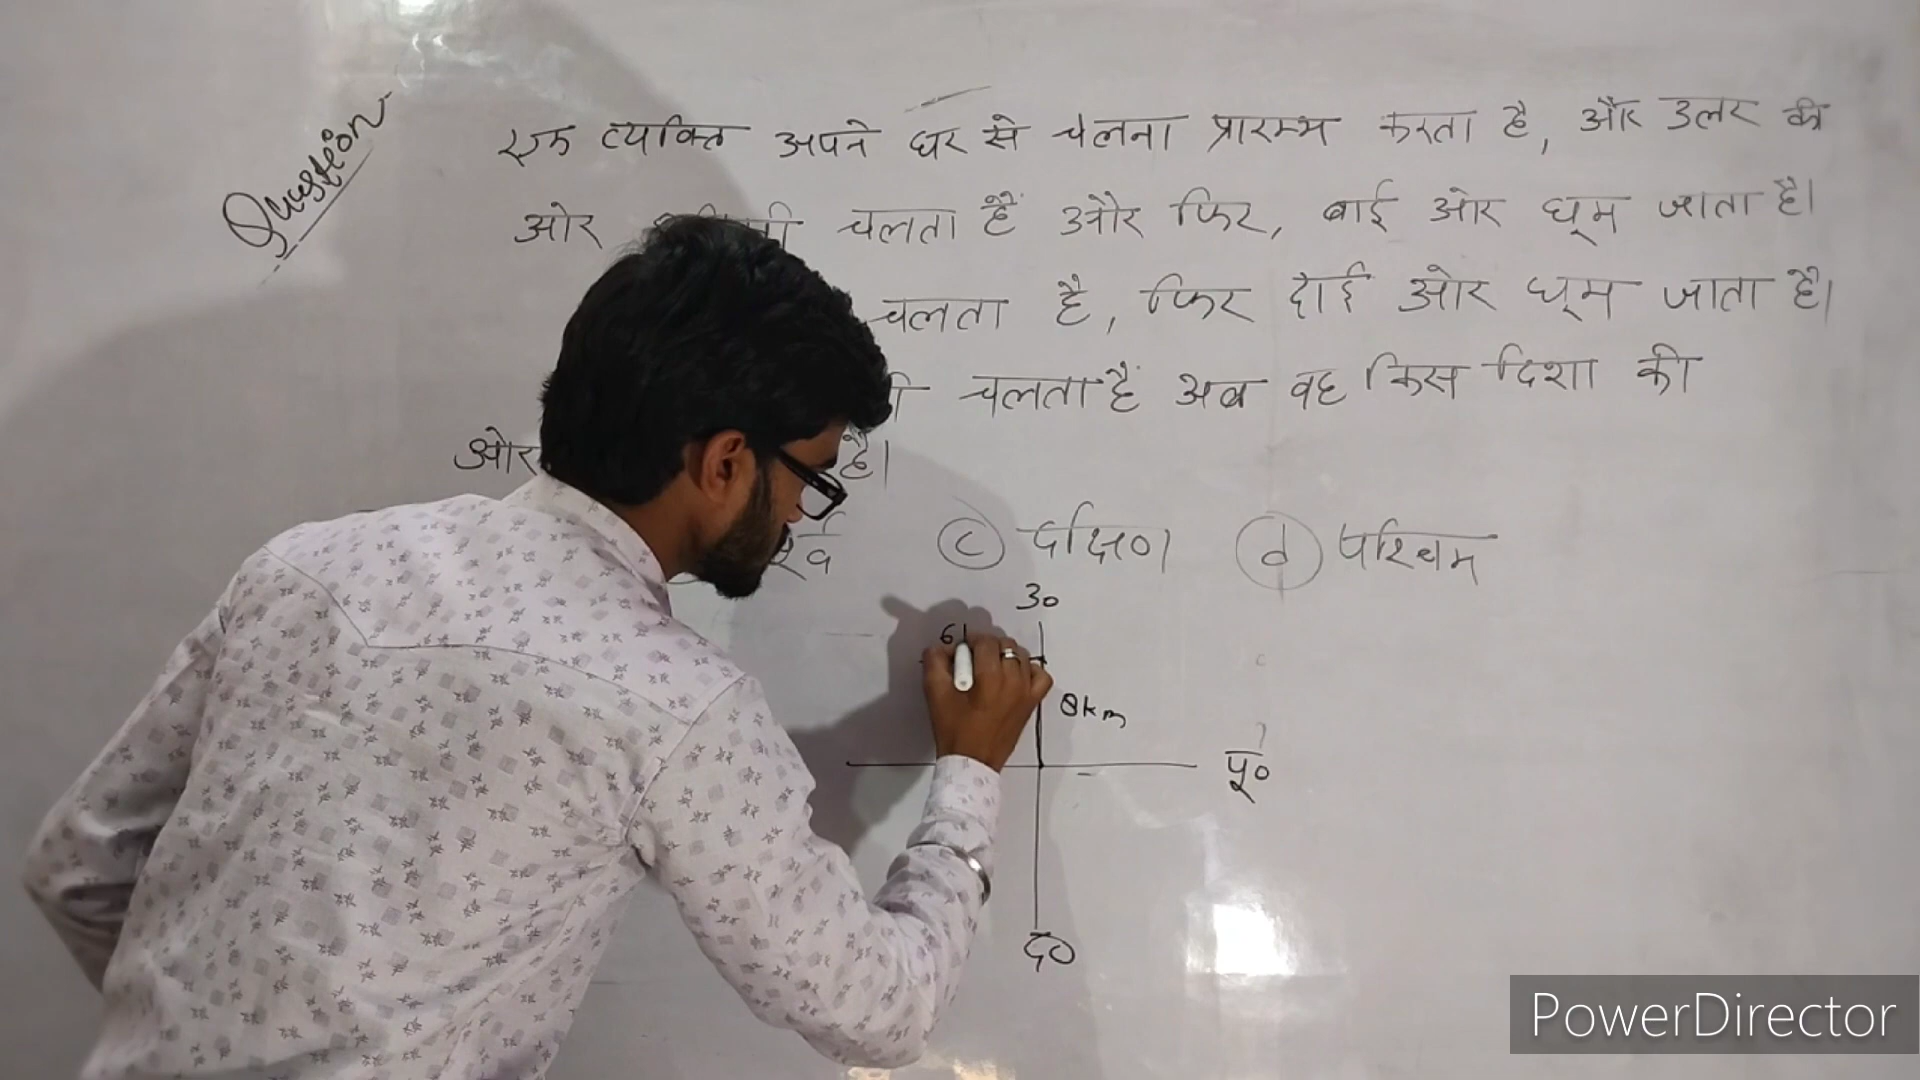 Question
एक व्यक्ति अपने घर से चलना प्रारम्भ करता है, और उत्तर की
ओर चलता हैं और फिर, बाई ओर घूम जाता है।
चलता है, फिर दाई ओर घूम जाता है।
चलता हैं अब वह किस दिशा की
ओर है।
(c) दक्षिण (d) पश्चिम
उ०
6
8km
पू०
द०
PowerDirector